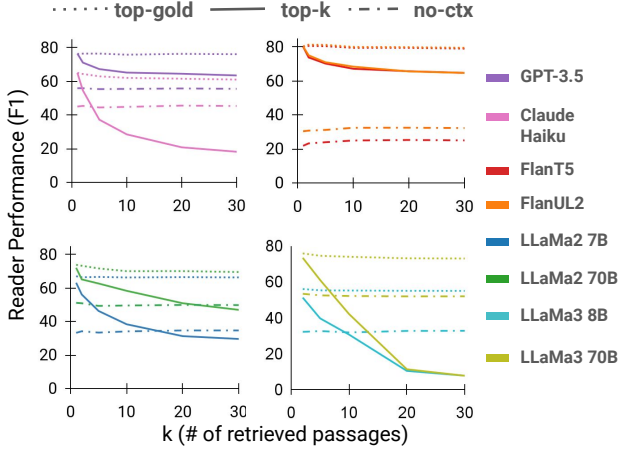 top-gold top-k no-ctx
Reader Performance (F1)
80
60
40
20
0
0 10 20 30
80
60
40
20
0
0 10 20 30
80
60
40
20
0
0 10 20 30
80
60
40
20
0
0 10 20 30
k (# of retrieved passages)
GPT-3.5
Claude
Haiku
FlanT5
FlanUL2
LLaMa2 7B
LLaMa2 70B
LLaMa3 8B
LLaMa3 70B